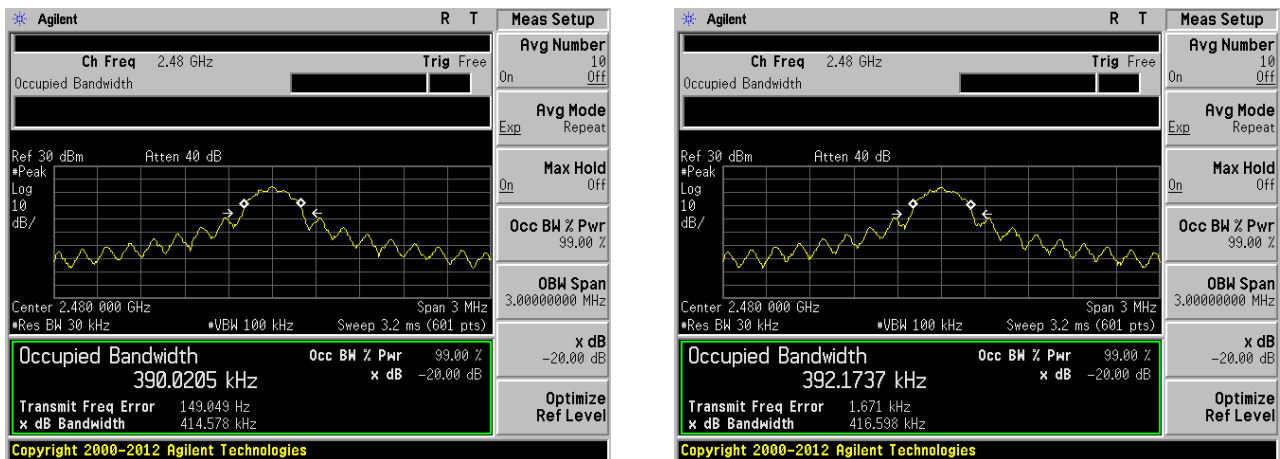 Agilent R T
Ch Freq 2.48 GHz Trig Free
Occupied Bandwidth
Ref 30 dBm Atten 40 dB
#Peak
Log
10
dB/
Center 2.480 000 GHz Span 3 MHz
#Res BW 30 kHz #VBW 100 kHz Sweep 3.2 ms (601 pts)
Occupied Bandwidth Occ BW % Pwr 99.00 %
390.0205 kHz x dB -20.00 dB
Transmit Freq Error 149.049 Hz
x dB Bandwidth 414.578 kHz
Copyright 2000-2012 Agilent Technologies
Meas Setup
Avg Number
10
On Off
Avg Mode
Exp Repeat
Max Hold
On Off
Occ BW % Pwr
99.00 %
OBW Span
3.00000000 MHz
x dB
-20.00 dB
Optimize
Ref Level
Agilent R T
Ch Freq 2.48 GHz Trig Free
Occupied Bandwidth
Ref 30 dBm Atten 40 dB
#Peak
Log
10
dB/
Center 2.480 000 GHz Span 3 MHz
#Res BW 30 kHz #VBW 100 kHz Sweep 3.2 ms (601 pts)
Occupied Bandwidth Occ BW % Pwr 99.00 %
392.1737 kHz x dB -20.00 dB
Transmit Freq Error 1.671 kHz
x dB Bandwidth 416.598 kHz
Copyright 2000-2012 Agilent Technologies
Meas Setup
Avg Number
10
On Off
Avg Mode
Exp Repeat
Max Hold
On Off
Occ BW % Pwr
99.00 %
OBW Span
3.00000000 MHz
x dB
-20.00 dB
Optimize
Ref Level